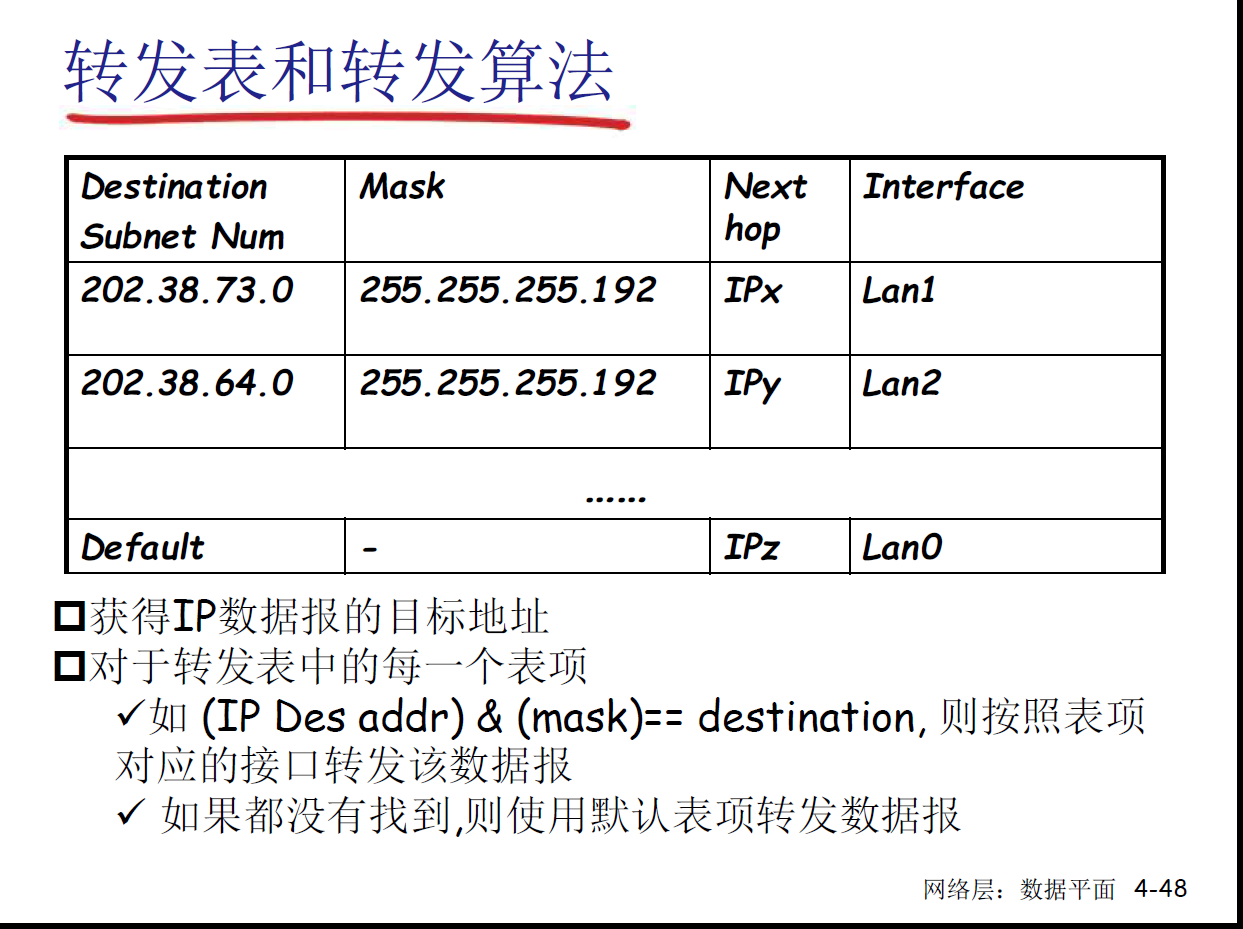 转发表和转发算法
Destination Subnet Num
Mask
Next hop
Interface
202.38.73.0 255.255.255.192 IPx Lan1
202.38.64.0 255.255.255.192 IPy Lan2
……
Default - IPz Lan0
获得IP数据报的目标地址
对于转发表中的每一个表项
✓如 (IP Des addr) & (mask)== destination, 则按照表项
对应的接口转发该数据报
✓ 如果都没有找到,则使用默认表项转发数据报
网络层：数据平面 4-48